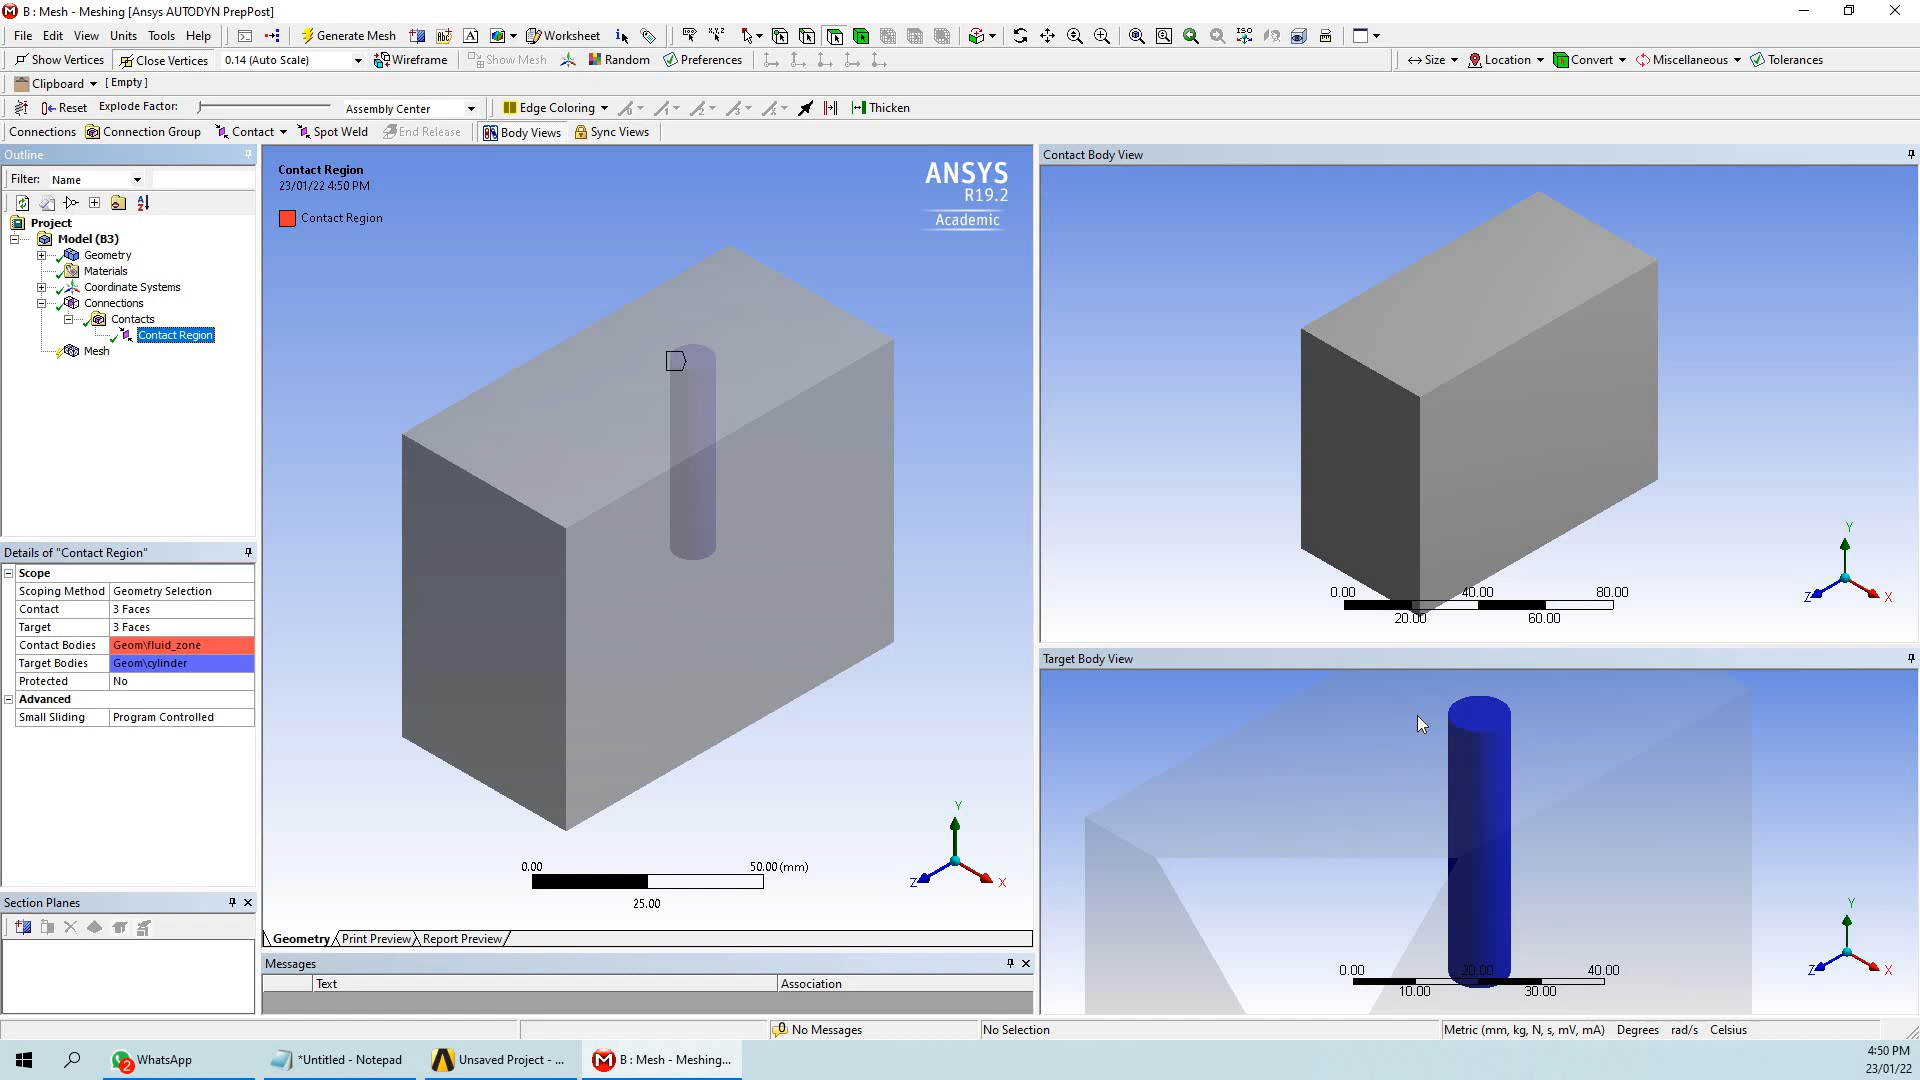 B : Mesh - Meshing [Ansys AUTODYN PrepPost]
File Edit View Units Tools Help Generate Mesh Worksheet
Show Vertices Close Vertices 0.14 (Auto Scale) Wireframe Show Mesh Random Preferences Size Location Convert Miscellaneous Tolerances
Clipboard [ Empty ]
Reset Explode Factor: Assembly Center Edge Coloring Thicken
Connections Connection Group Contact Spot Weld End Release Body Views Sync Views
Outline
Filter: Name
Project
Model (B3)
Geometry
Materials
Coordinate Systems
Connections
Contacts
Contact Region
Mesh
Details of "Contact Region"
Scope
Scoping Method Geometry Selection
Contact 3 Faces
Target 3 Faces
Contact Bodies Geom\fluid_zone
Target Bodies Geom\cylinder
Protected No
Advanced
Small Sliding Program Controlled
Section Planes
Contact Region
23/01/22 4:50 PM
Contact Region
ANSYS
R19.2
Academic
0.00 50.00 (mm)
25.00
Y
Z X
Geometry Print Preview Report Preview
Messages
Text Association
Contact Body View
0.00 40.00 80.00
20.00 60.00
Y
Z X
Target Body View
0.00 20.00 40.00
10.00 30.00
Y
Z X
0 No Messages No Selection Metric (mm, kg, N, s, mV, mA) Degrees rad/s Celsius
2 WhatsApp *Untitled - Notepad Unsaved Project - ... B : Mesh - Meshing...
4:50 PM
23/01/22